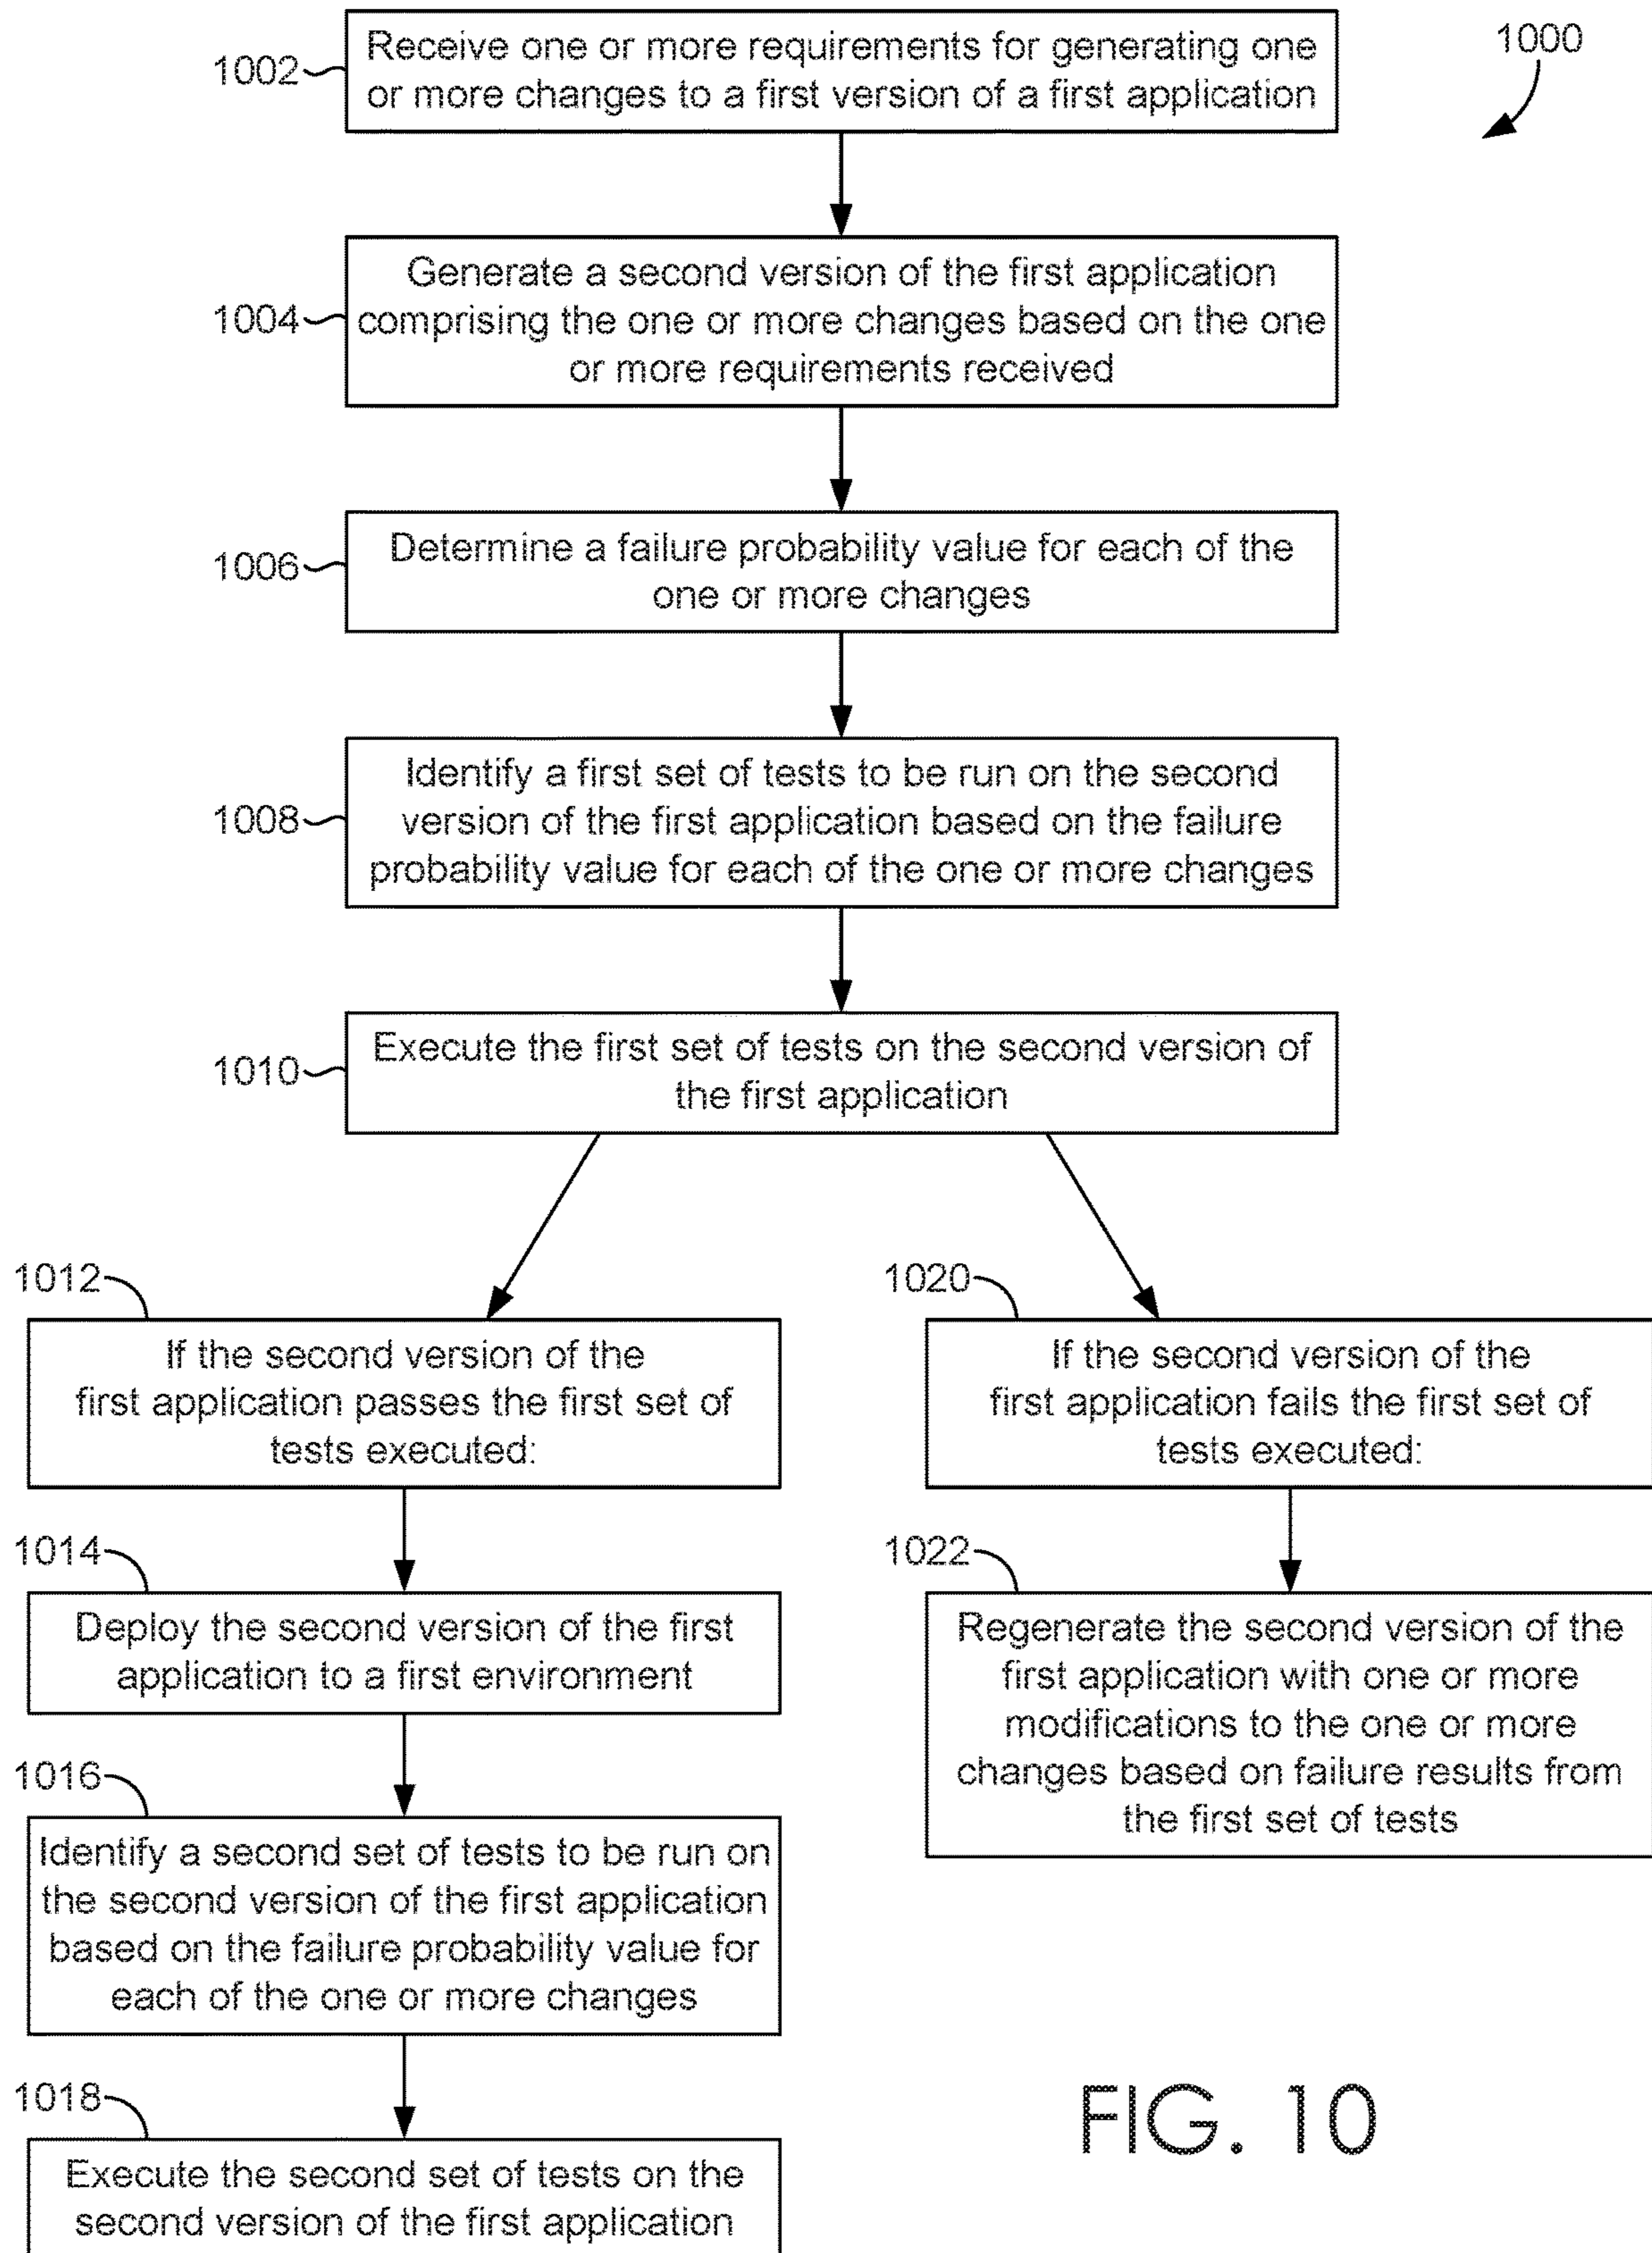 1000
1002
Receive one or more requirements for generating one
or more changes to a first version of a first application
1004
Generate a second version of the first application
comprising the one or more changes based on the one
or more requirements received
1006
Determine a failure probability value for each of the
one or more changes
1008
Identify a first set of tests to be run on the second
version of the first application based on the failure
probability value for each of the one or more changes
1010
Execute the first set of tests on the second version of
the first application
1012
If the second version of the
first application passes the first set of
tests executed:
1014
Deploy the second version of the first
application to a first environment
1016
Identify a second set of tests to be run on
the second version of the first application
based on the failure probability value for
each of the one or more changes
1018
Execute the second set of tests on the
second version of the first application
1020
If the second version of the
first application fails the first set of
tests executed:
1022
Regenerate the second version of the
first application with one or more
modifications to the one or more
changes based on failure results from
the first set of tests
FIG. 10